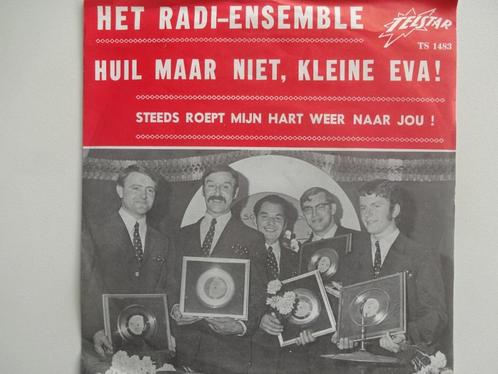 HET RADI-ENSEMBLE
TELSTAR
TS 1483
HUIL MAAR NIET, KLEINE EVA!
STEEDS ROEPT MIJN HART WEER NAAR JOU !